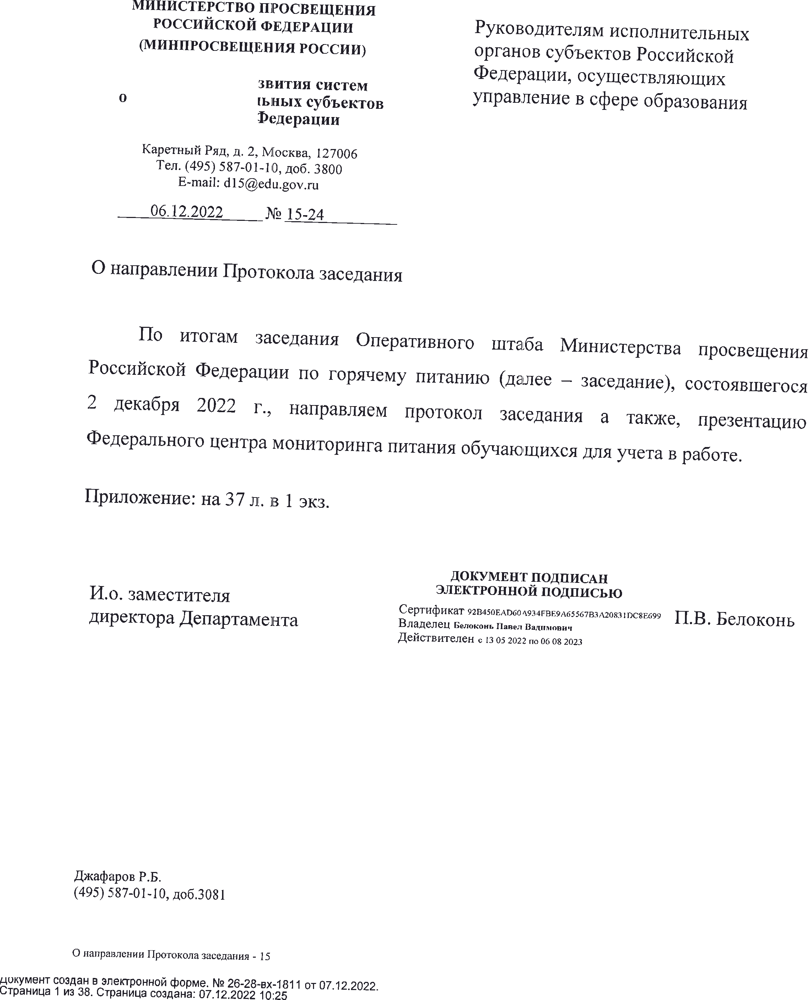 МИНИСТЕРСТВО ПРОСВЕЩЕНИЯ
РОССИЙСКОЙ ФЕДЕРАЦИИ
(МИНПРОСВЕЩЕНИЯ РОССИИ)
звития систем
о
ьных субъектов
Федерации
Каретный Ряд, д. 2, Москва, 127006
Тел. (495) 587-01-10, доб. 3800
E-mail: d15@edu.gov.ru
06.12.2022 № 15-24
Руководителям исполнительных
органов субъектов Российской
Федерации, осуществляющих
управление в сфере образования
О направлении Протокола заседания
По итогам заседания Оперативного штаба Министерства просвещения
Российской Федерации по горячему питанию (далее – заседание), состоявшегося
2 декабря 2022 г., направляем протокол заседания а также, презентацию
Федерального центра мониторинга питания обучающихся для учета в работе.
Приложение: на 37 л. в 1 экз.
И.о. заместителя
директора Департамента
ДОКУМЕНТ ПОДПИСАН
ЭЛЕКТРОННОЙ ПОДПИСЬЮ
Сертификат 92B450EAD60A934FBE9A65567B3A20831DC8E699
Владелец Белоконь Павел Вадимович
Действителен с 13 05 2022 по 06 08 2023
П.В. Белоконь
Джафаров Р.Б.
(495) 587-01-10, доб.3081
О направлении Протокола заседания - 15
Документ создан в электронной форме. № 26-28-вх-1811 от 07.12.2022.
Страница 1 из 38. Страница создана: 07.12.2022 10:25